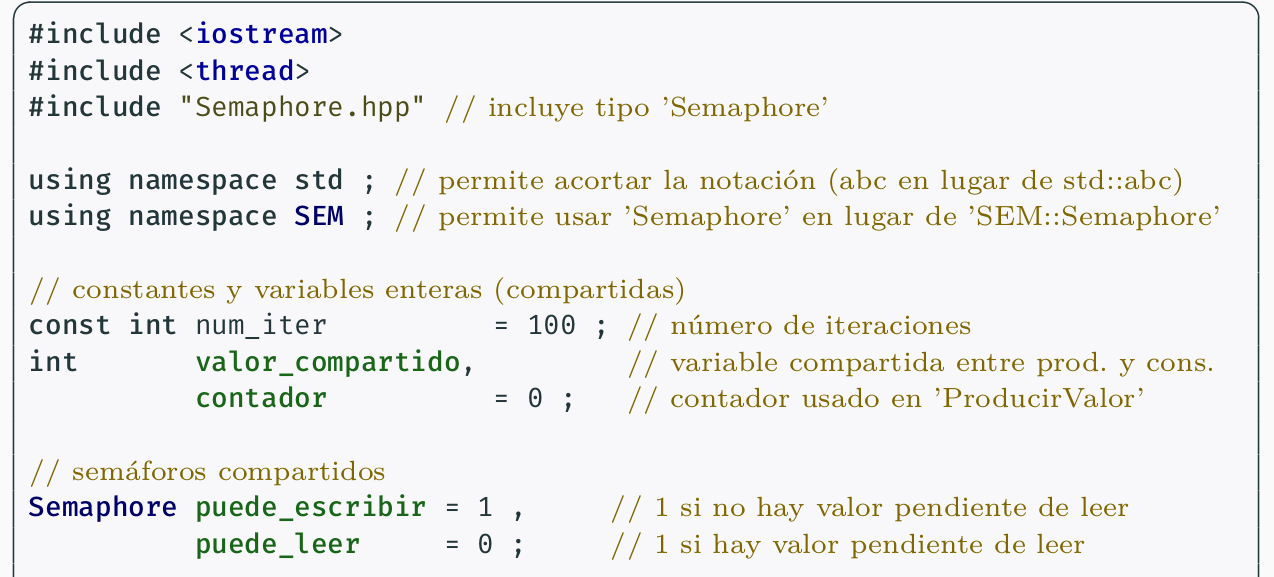 #include <iostream>
#include <thread>
#include "Semaphore.hpp" // incluye tipo ’Semaphore’
using namespace std ; // permite acortar la notación (abc en lugar de std::abc)
using namespace SEM ; // permite usar ’Semaphore’ en lugar de ’SEM::Semaphore’
// constantes y variables enteras (compartidas)
const int num_iter = 100 ; // número de iteraciones
int valor_compartido, // variable compartida entre prod. y cons.
contador = 0 ; // contador usado en ’ProducirValor’
// semáforos compartidos
Semaphore puede_escribir = 1 , // 1 si no hay valor pendiente de leer
puede_leer = 0 ; // 1 si hay valor pendiente de leer